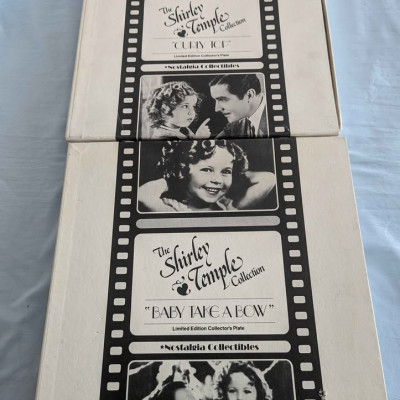 The
Shirley
Temple
Collection
"CURLY TOP"
Limited Edition Collector's Plate
★Nostalgia Collectibles
The
Shirley
Temple
Collection
"BABY TAKE A BOW"
Limited Edition Collector's Plate
★Nostalgia Collectibles